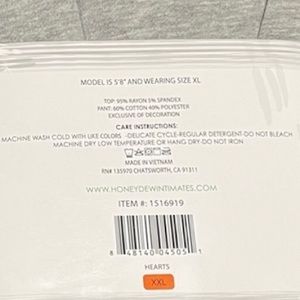 MODEL IS 5'8" AND WEARING SIZE XL
TOP: 95% RAYON 5% SPANDEX
PANT: 60% COTTON 40% POLYESTER
EXCLUSIVE OF DECORATION
CARE INSTRUCTIONS:
MACHINE WASH COLD WITH LIKE COLORS -DELICATE CYCLE-REGULAR DETERGENT-DO NOT BLEACH
MACHINE DRY LOW TEMPERATURE OR HANG DRY-DO NOT IRON
MADE IN VIETNAM
RN# 135970 CHATSWORTH, CA 91311
WWW.HONEYDEWINTIMATES.COM
ITEM #: 1516919
8 48140 04505 1
HEARTS
XXL